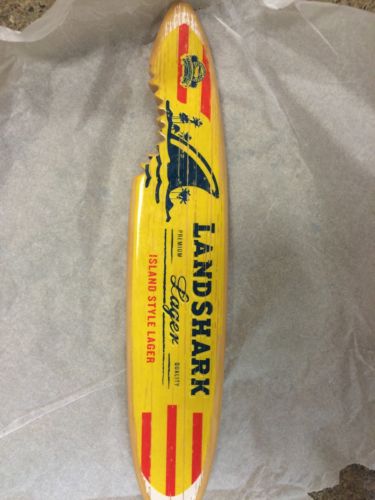 LANDSHARK
PREMIUM
Lager
QUALITY
ISLAND STYLE LAGER